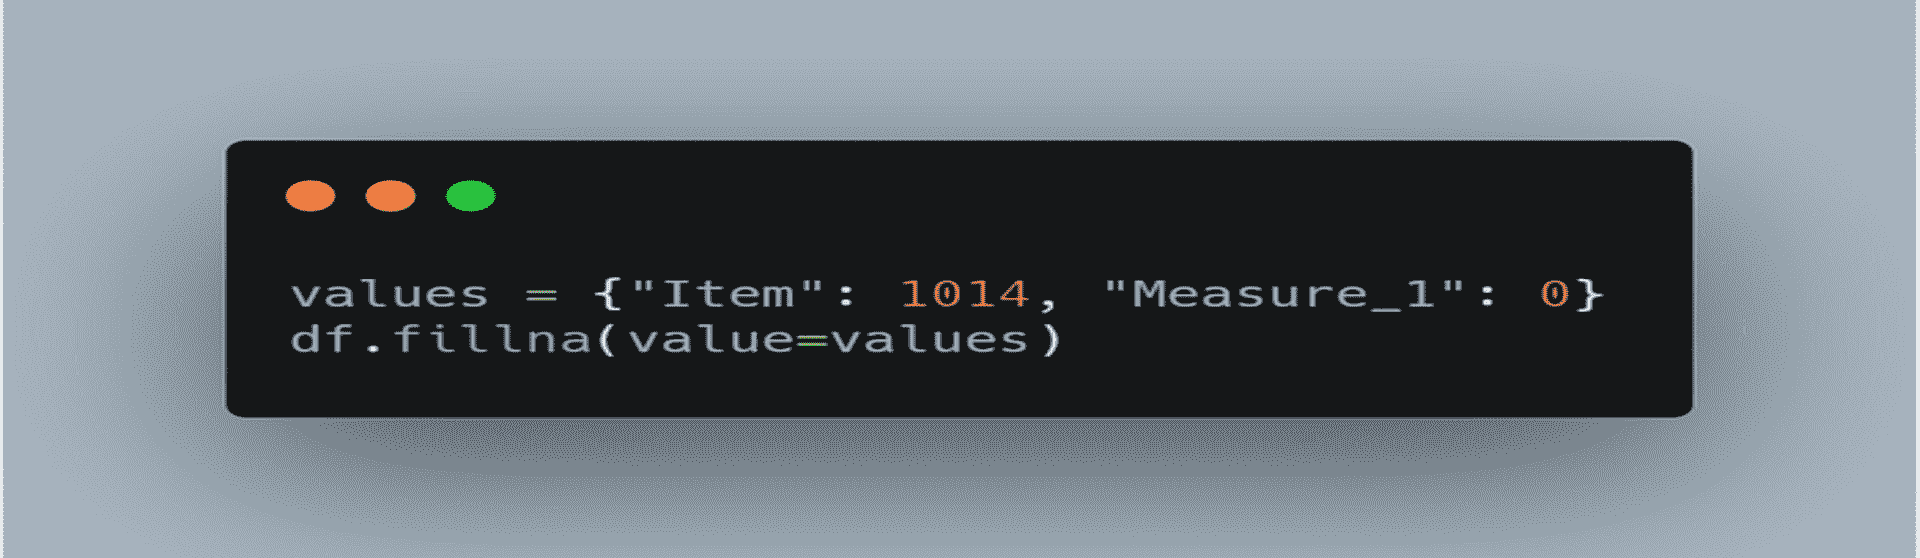 values = {"Item": 1014, "Measure_1": 0}
df.fillna(value=values)